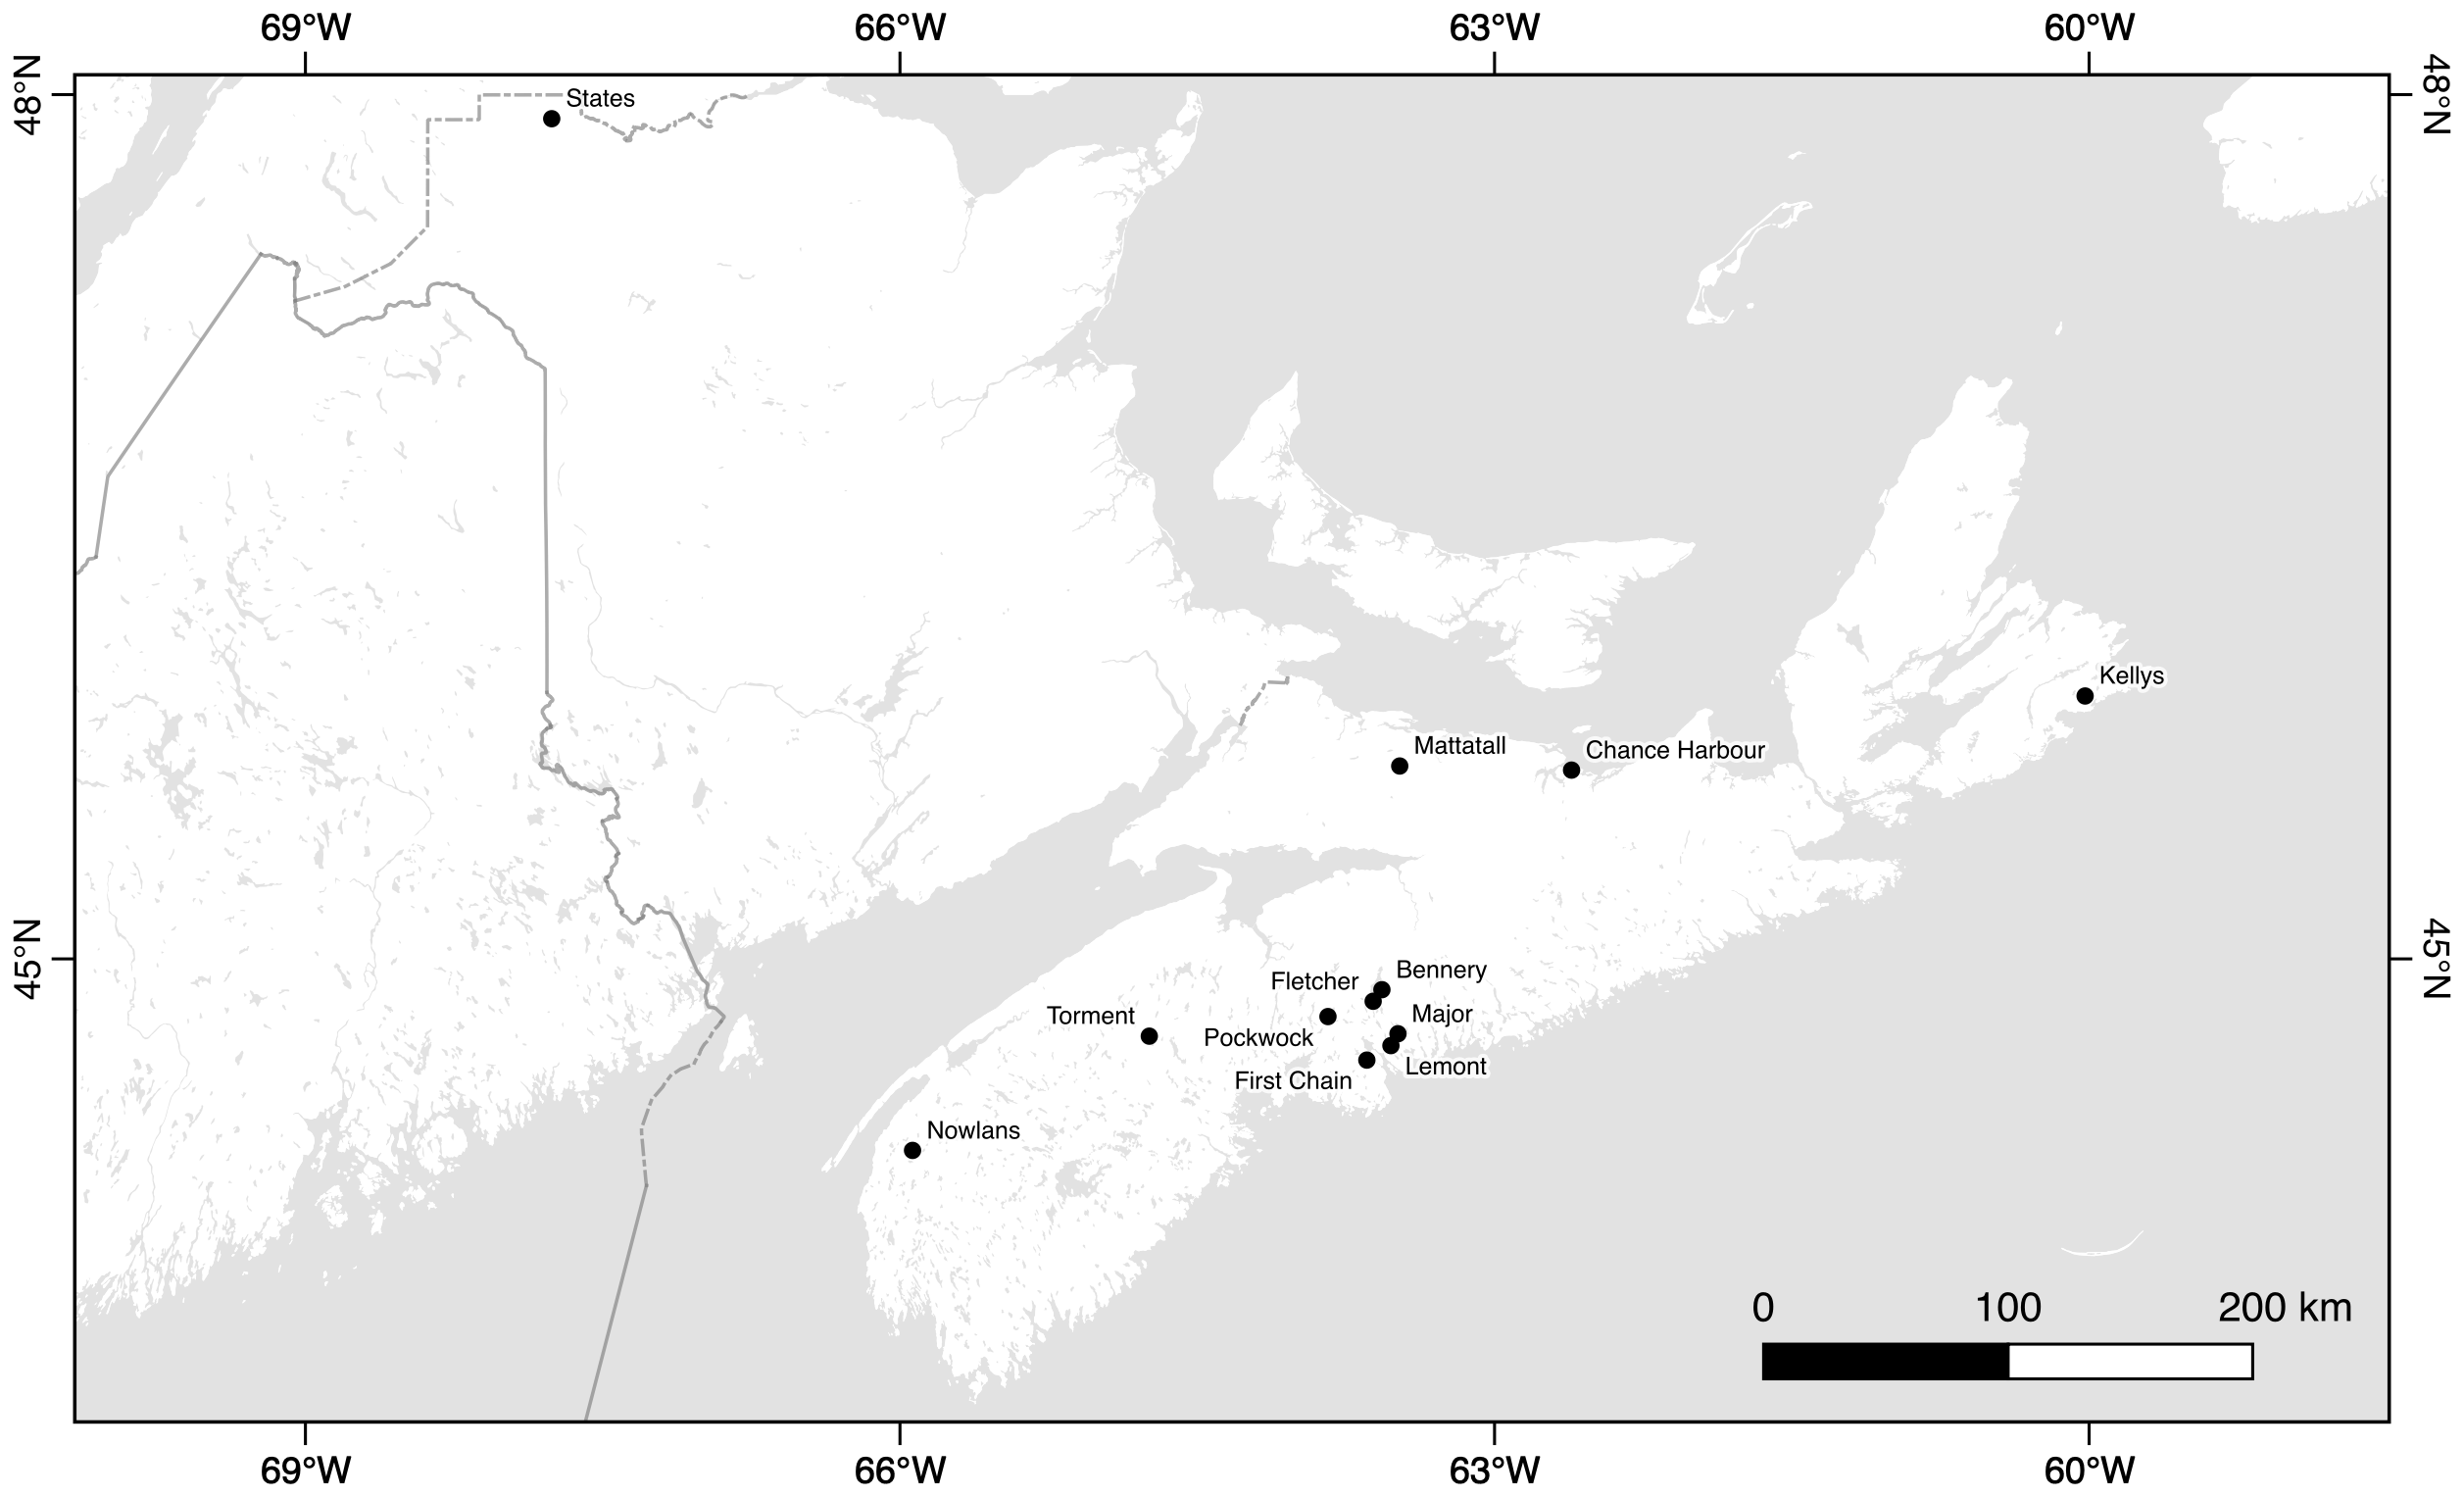 69°W 66°W 63°W 60°W
48°N 48°N
States
Kellys
Mattatall Chance Harbour
45°N 45°N
Bennery
Fletcher
Major
Torment
Pockwock
Lemont
First Chain
Nowlans
0 100 200 km
69°W 66°W 63°W 60°W